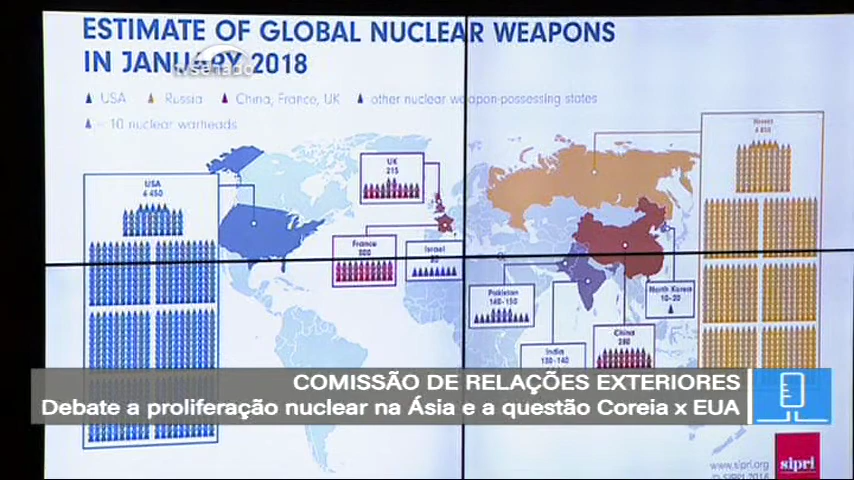 ESTIMATE OF GLOBAL NUCLEAR WEAPONS
IN JANUARY 2018
tv senado
USA
Russia
China, France, UK
other nuclear weapon-possessing states
10 nuclear warheads
UK
215
USA
6 450
France
300
Israel
80
Pakistan
140-150
North Korea
10-20
India
130-140
China
280
COMISSÃO DE RELAÇÕES EXTERIORES
Debate a proliferação nuclear na Ásia e a questão Coreia x EUA
www.sipri.org
sipri